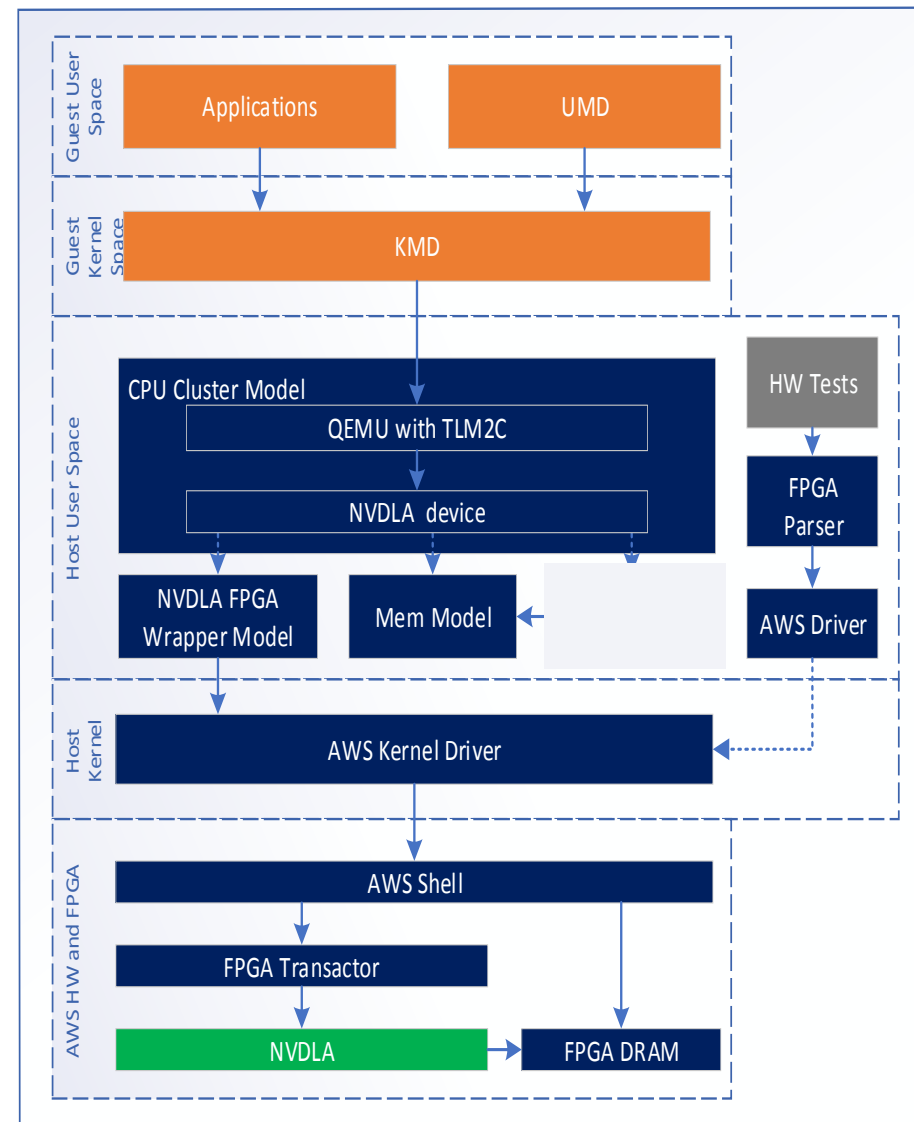 Guest User
Space
Applications
UMD
Guest
Kernel
Space
KMD
Host User Space
CPU Cluster Model
QEMU with TLM2C
NVDLA device
HW Tests
FPGA
Parser
NVDLA FPGA
Wrapper Model
Mem Model
AWS Driver
Host
Kernel
AWS Kernel Driver
AWS HW and FPGA
AWS Shell
FPGA Transactor
NVDLA
FPGA DRAM